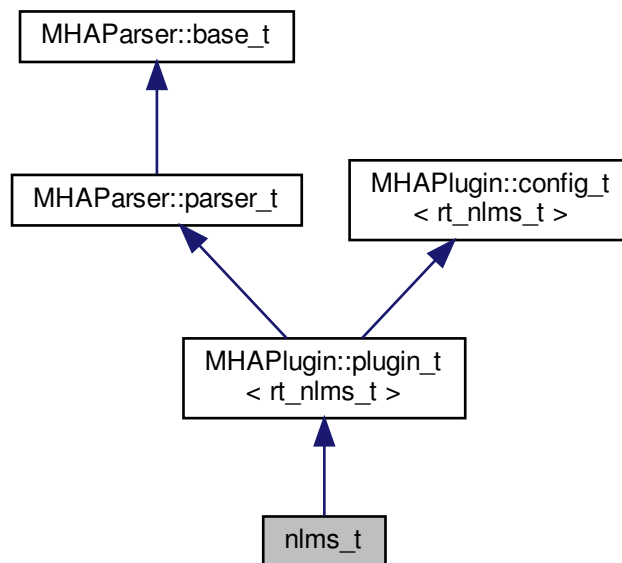 MHAParser::base_t
MHAParser::parser_t
MHAPlugin::config_t
< rt_nlms_t >
MHAPlugin::plugin_t
< rt_nlms_t >
nlms_t